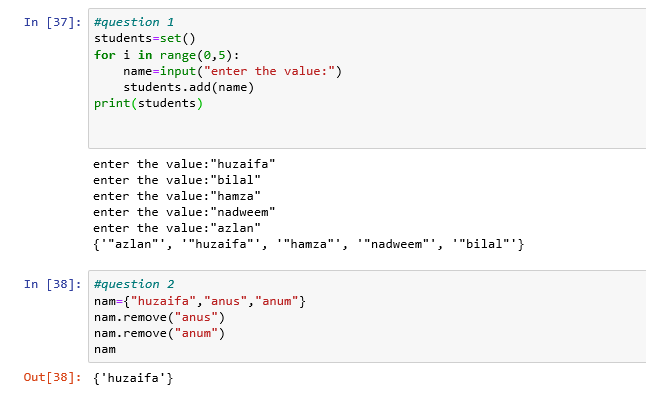 In [37]: #question 1
students=set()
for i in range(0,5):
    name=input("enter the value:")
    students.add(name)
print(students)
enter the value:"huzaifa"
enter the value:"bilal"
enter the value:"hamza"
enter the value:"nadweem"
enter the value:"azlan"
{'"azlan"', '"huzaifa"', '"hamza"', '"nadweem"', '"bilal"'}
In [38]: #question 2
nam={"huzaifa","anus","anum"}
nam.remove("anus")
nam.remove("anum")
nam
Out[38]: {'huzaifa'}